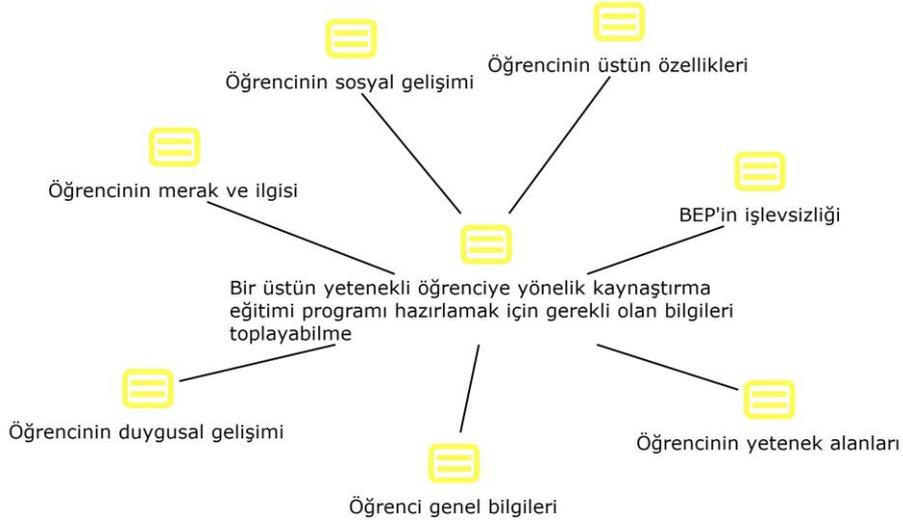 Öğrencinin üstün özellikleri
Öğrencinin sosyal gelişimi
Öğrencinin merak ve ilgisi
BEP'in işlevsizliği
Bir üstün yetenekli öğrenciye yönelik kaynaştırma
eğitimi programı hazırlamak için gerekli olan bilgileri
toplayabilme
Öğrencinin duygusal gelişimi
Öğrencinin yetenek alanları
Öğrenci genel bilgileri